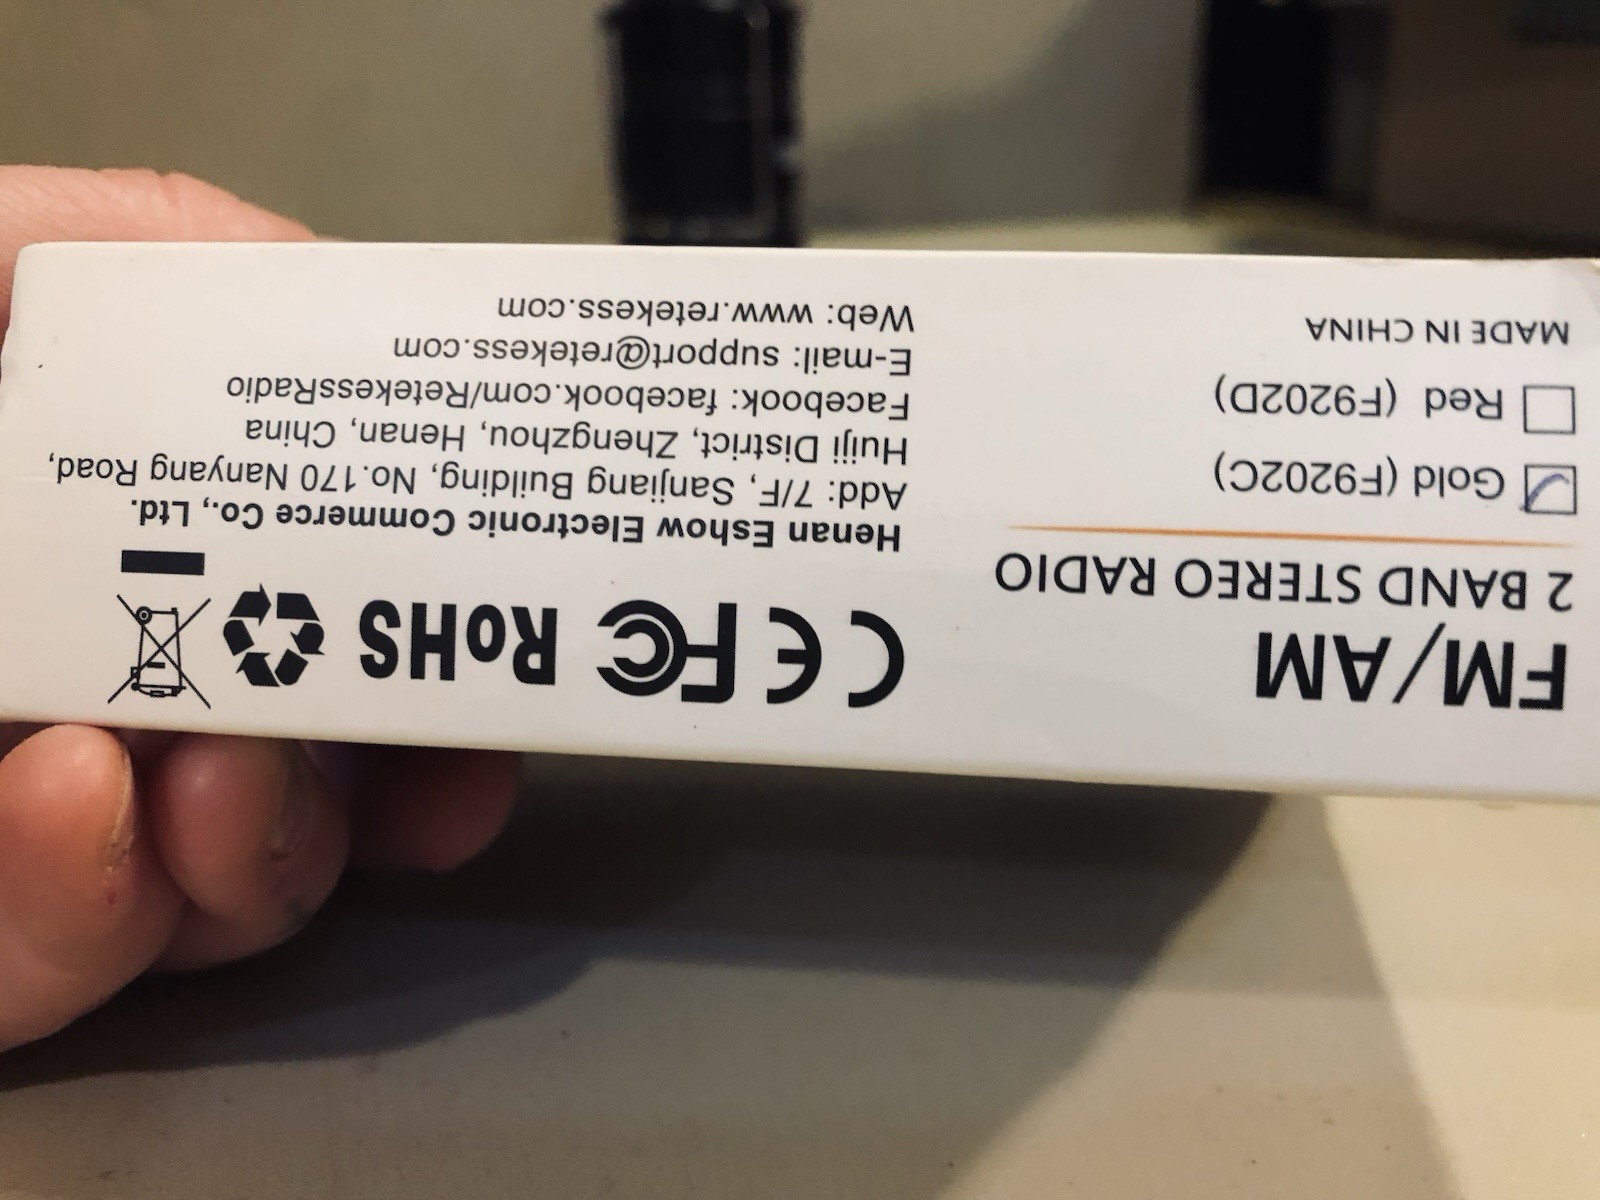 FM/AM
2 BAND STEREO RADIO
Gold (F9202C)
Red (F9202D)
MADE IN CHINA
CE FC RoHS
Henan Eshow Electronic Commerce Co., Ltd.
Add: 7/F, Sanjiang Building, No.170 Nanyang Road,
Huiji District, Zhengzhou, Henan, China
Facebook: facebook.com/RetekessRadio
E-mail: support@retekess.com
Web: www.retekess.com